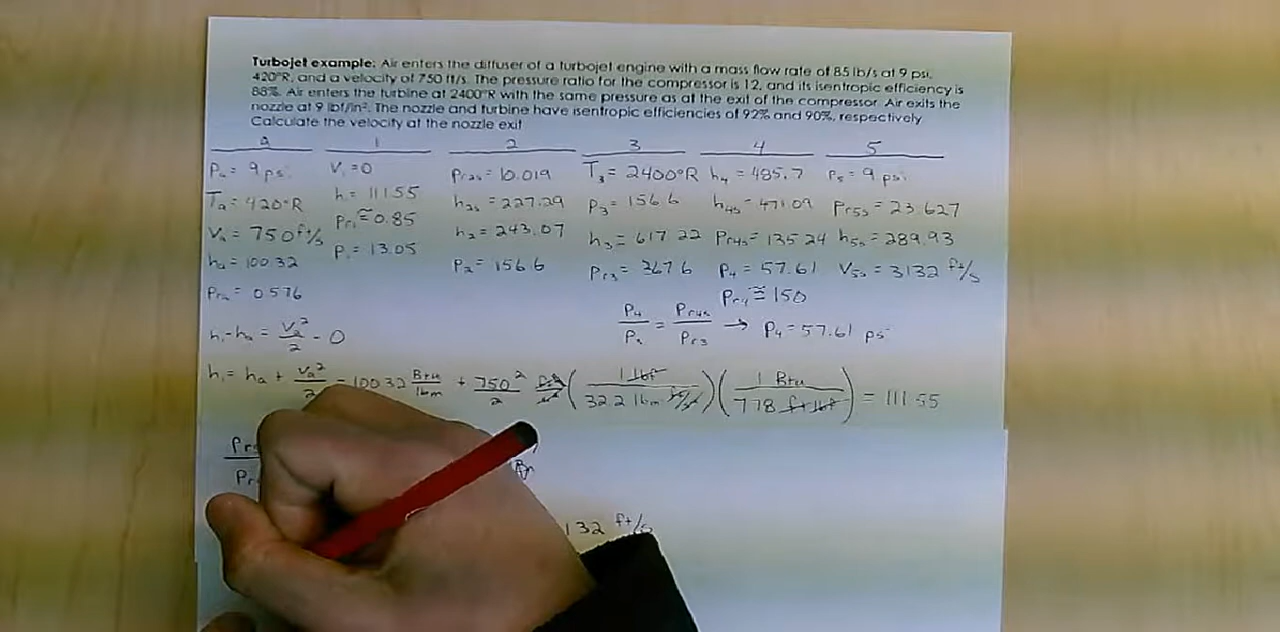 Turbojet example: Air enters the diffuser of a turbojet engine with a mass flow rate of 85 lb/s at 9 psi,
420°R, and a velocity of 750 ft/s. The pressure ratio for the compressor is 12, and its isentropic efficiency is
88%. Air enters the turbine at 2400°R with the same pressure as at the exit of the compressor. Air exits the
nozzle at 9 lbf/in². The nozzle and turbine have isentropic efficiencies of 92% and 90%, respectively
Calculate the velocity at the nozzle exit
a 1 2 3 4 5
Pa = 9 psi V1 = 0 Pr2s = 10.019 T3 = 2400°R h4 = 485.7 P5 = 9 psi
Ta = 420°R h1 = 111.55 h2s = 227.29 P3 = 156.6 h4s = 471.09 Pr5s = 23.627
Va = 750 ft/s Pr1 ≅ 0.85 h2 = 243.07 h3 = 617.22 Pr4s = 135.24 h5s = 289.93
ha = 100.32 P1 = 13.05 P2 = 156.6 Pr3 = 367.6 P4 = 57.61 V5s = 3132 ft/s
Pra = 0.576 Pr4 ≅ 150
h1-ha = Va²/2 - 0 P4/P3 = Pr4s/Pr3 → P4 = 57.61 psi
h1 = ha + Va²/2 = 100.32 Btu/lbm + 750²/2 (1 lbf/32.2 lbm ft/s²)(1 Btu/778 ft·lbf) = 111.55
Pr
Pr
132 ft/s